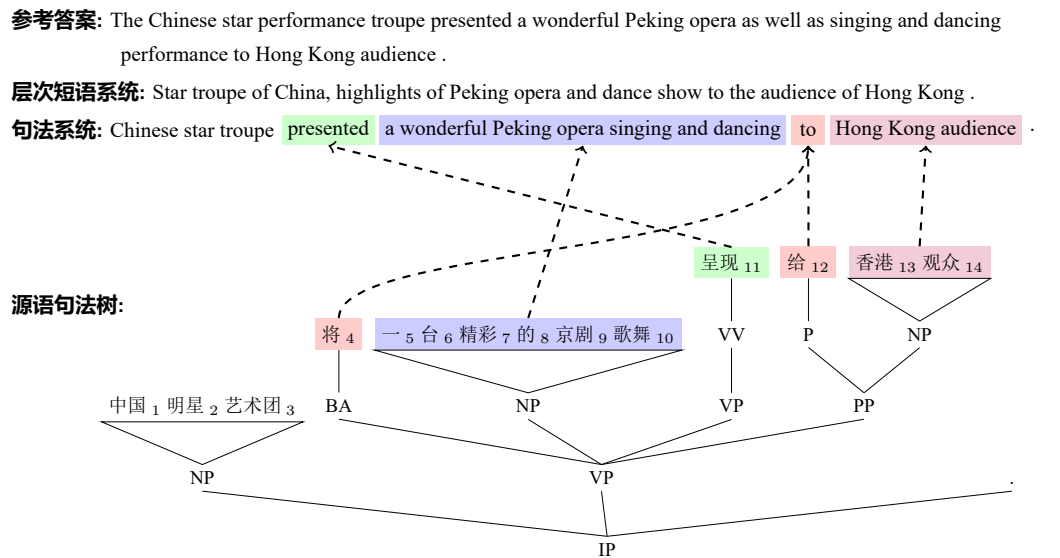 参考答案: The Chinese star performance troupe presented a wonderful Peking opera as well as singing and dancing
performance to Hong Kong audience .
层次短语系统: Star troupe of China, highlights of Peking opera and dance show to the audience of Hong Kong .
句法系统: Chinese star troupe presented a wonderful Peking opera singing and dancing to Hong Kong audience .
呈现 11 给 12 香港 13 观众 14
源语句法树:
将 4 一 5 台 6 精彩 7 的 8 京剧 9 歌舞 10 VV P NP
中国 1 明星 2 艺术团 3 BA NP VP PP
NP VP .
IP